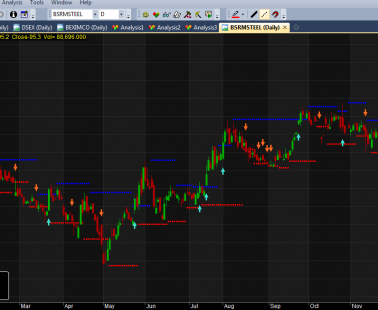 Analysis Tools Window Help
BSRMSTEEL D
DSEX (Daily) BEXIMCO (Daily) Analysis1 Analysis2 Analysis3 BSRMSTEEL (Daily)
95.2 Close-95.3 Vol= 88,696.000
Mar Apr May Jun Jul Aug Sep Oct Nov